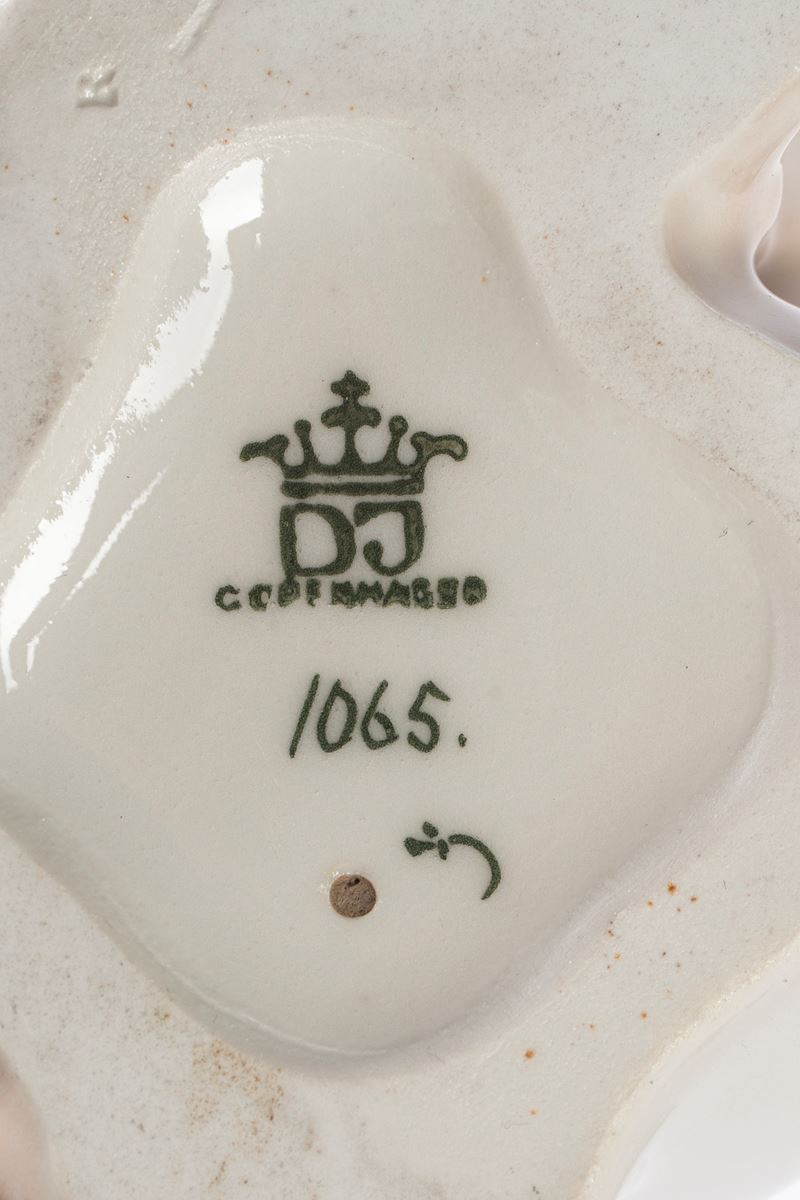 R
DJ
COPENHAGEN
1065.